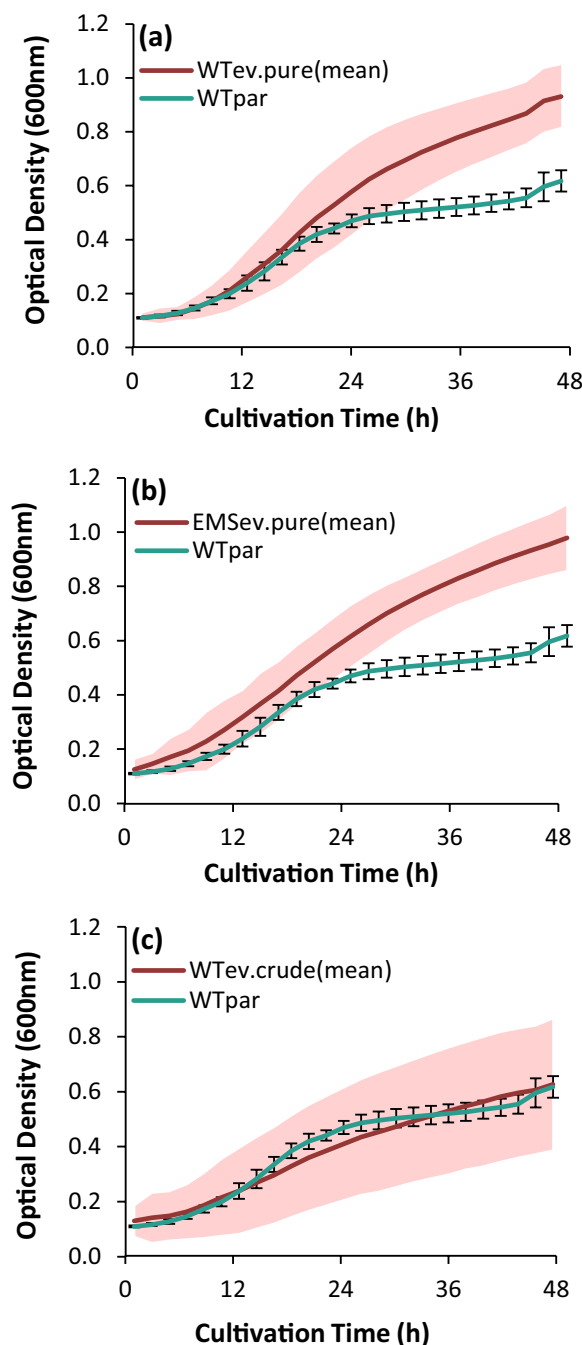 (a)
WTev.pure(mean)
WTpar
Optical Density (600nm)
1.2
1.0
0.8
0.6
0.4
0.2
0.0
0 12 24 36 48
Cultivation Time (h)
(b)
EMSev.pure(mean)
WTpar
Optical Density (600nm)
1.2
1.0
0.8
0.6
0.4
0.2
0.0
0 12 24 36 48
Cultivation Time (h)
(c)
WTev.crude(mean)
WTpar
Optical Density (600nm)
1.2
1.0
0.8
0.6
0.4
0.2
0.0
0 12 24 36 48
Cultivation Time (h)